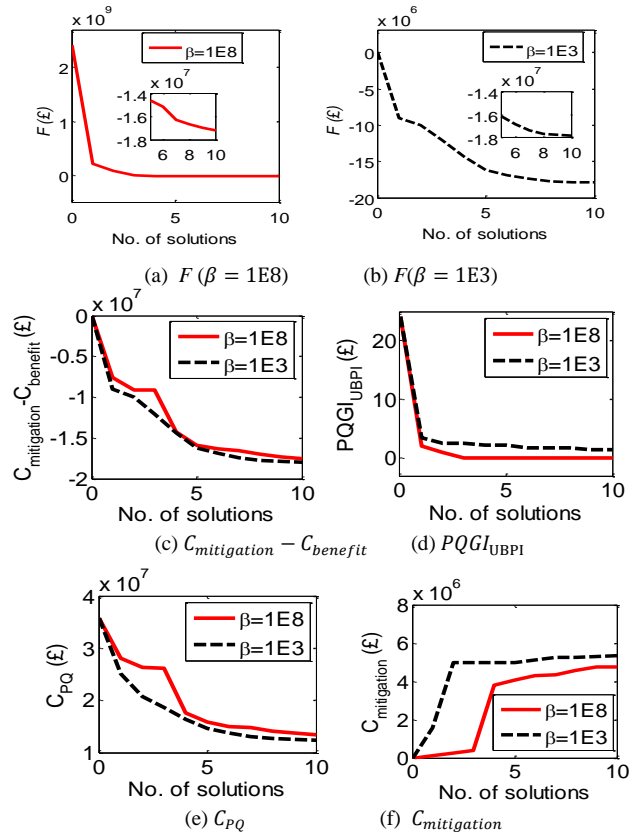 x 10^9
F (£)
2
1
0
β=1E8
x 10^7
-1.4
-1.6
-1.8
6 8 10
0 5 10
No. of solutions
(a) F (β = 1E8)
x 10^6
F (£)
0
-5
-10
-15
-20
β=1E3
x 10^7
-1.4
-1.6
-1.8
6 8 10
0 5 10
No. of solutions
(b) F(β = 1E3)
x 10^7
C_mitigation-C_benefit (£)
0
-0.5
-1
-1.5
-2
β=1E8
β=1E3
0 5 10
No. of solutions
(c) C_mitigation − C_benefit
PQGI_UBPI (£)
20
10
0
β=1E8
β=1E3
0 5 10
No. of solutions
(d) PQGI_UBPI
x 10^7
C_PQ (£)
4
3
2
1
β=1E8
β=1E3
0 5 10
No. of solutions
(e) C_PQ
x 10^6
C_mitigation (£)
8
6
4
2
0
β=1E8
β=1E3
0 5 10
No. of solutions
(f) C_mitigation